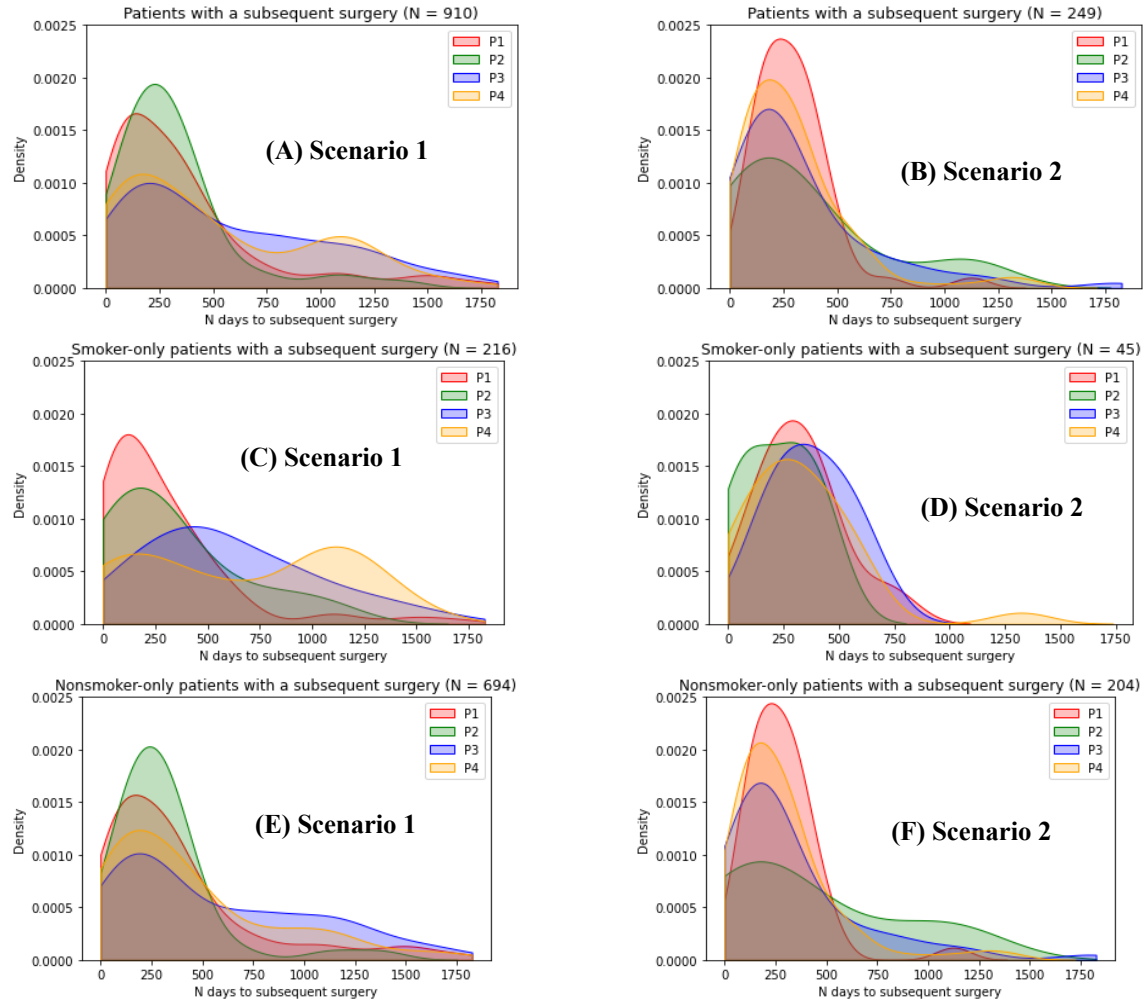 Patients with a subsequent surgery (N = 910)
0.0025
0.0020
0.0015
0.0010
0.0005
0.0000
Density
P1
P2
P3
P4
(A) Scenario 1
0 250 500 750 1000 1250 1500 1750
N days to subsequent surgery
Patients with a subsequent surgery (N = 249)
0.0025
0.0020
0.0015
0.0010
0.0005
0.0000
Density
P1
P2
P3
P4
(B) Scenario 2
0 250 500 750 1000 1250 1500 1750
N days to subsequent surgery
Smoker-only patients with a subsequent surgery (N = 216)
0.0025
0.0020
0.0015
0.0010
0.0005
0.0000
Density
P1
P2
P3
P4
(C) Scenario 1
0 250 500 750 1000 1250 1500 1750
N days to subsequent surgery
Smoker-only patients with a subsequent surgery (N = 45)
0.0025
0.0020
0.0015
0.0010
0.0005
0.0000
Density
P1
P2
P3
P4
(D) Scenario 2
0 250 500 750 1000 1250 1500 1750
N days to subsequent surgery
Nonsmoker-only patients with a subsequent surgery (N = 694)
0.0025
0.0020
0.0015
0.0010
0.0005
0.0000
Density
P1
P2
P3
P4
(E) Scenario 1
0 250 500 750 1000 1250 1500 1750
N days to subsequent surgery
Nonsmoker-only patients with a subsequent surgery (N = 204)
0.0025
0.0020
0.0015
0.0010
0.0005
0.0000
Density
P1
P2
P3
P4
(F) Scenario 2
0 250 500 750 1000 1250 1500 1750
N days to subsequent surgery